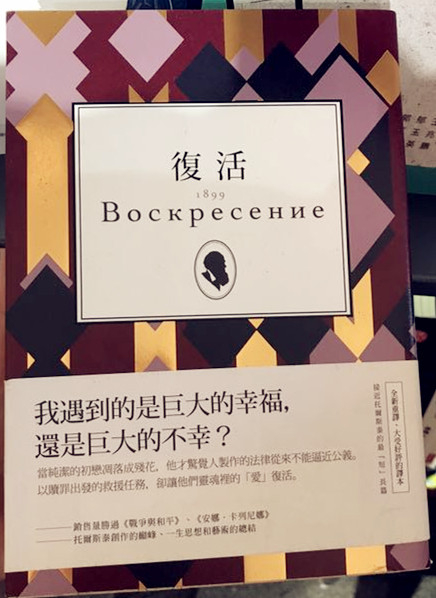 復活
1899
Воскресение
我遇到的是巨大的幸福，
還是巨大的不幸？
當純潔的初戀凋落成殘花，他才驚覺人製作的法律從來不能逼近公義。
以贖罪出發的救援任務，卻讓他們靈魂裡的「愛」復活。
——銷售量勝過《戰爭與和平》、《安娜・卡列尼娜》
——托爾斯泰創作的巔峰、一生思想和藝術的總結
全新重譯、大受好評的譯本
接近托爾斯泰的最「短」長篇